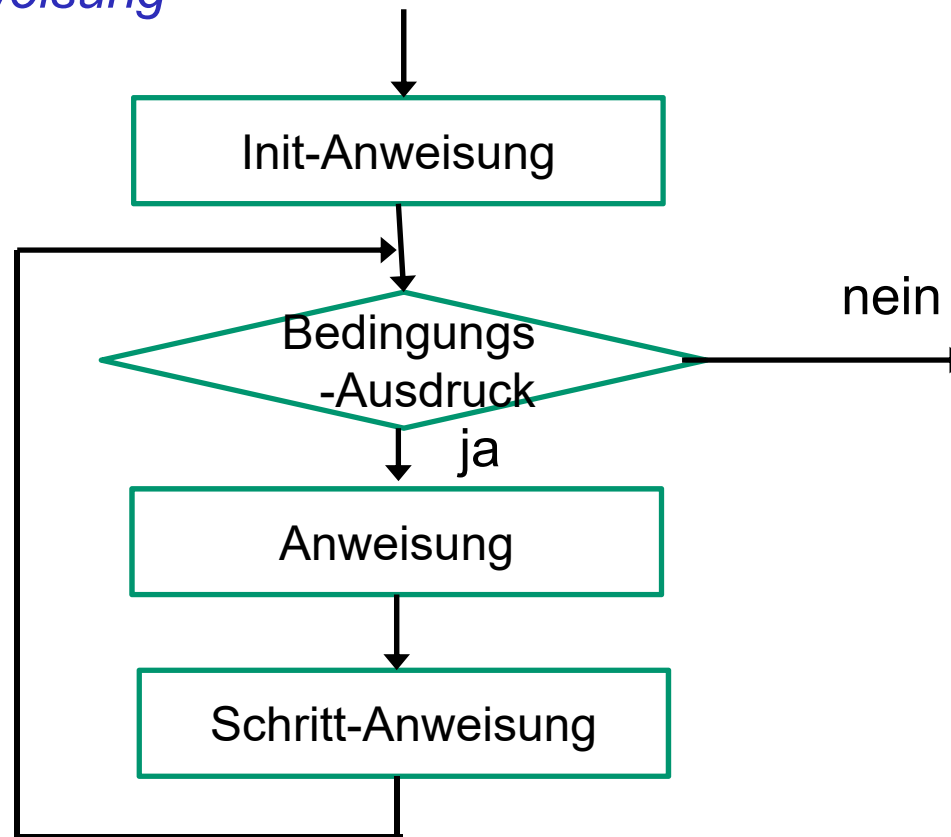 Init-Anweisung
nein
Bedingungs
-Ausdruck
ja
Anweisung
Schritt-Anweisung